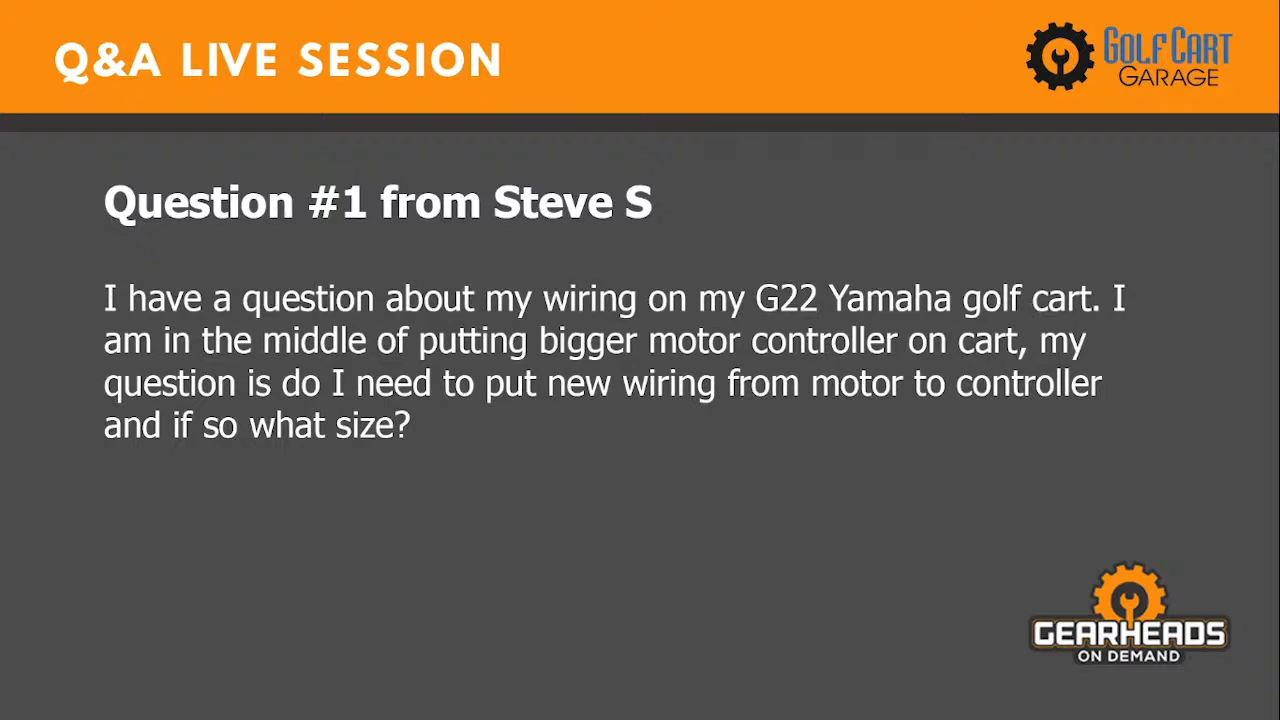 Q&A LIVE SESSION
GOLF CART
GARAGE
Question #1 from Steve S
I have a question about my wiring on my G22 Yamaha golf cart. I
am in the middle of putting bigger motor controller on cart, my
question is do I need to put new wiring from motor to controller
and if so what size?
GEARHEADS
ON DEMAND